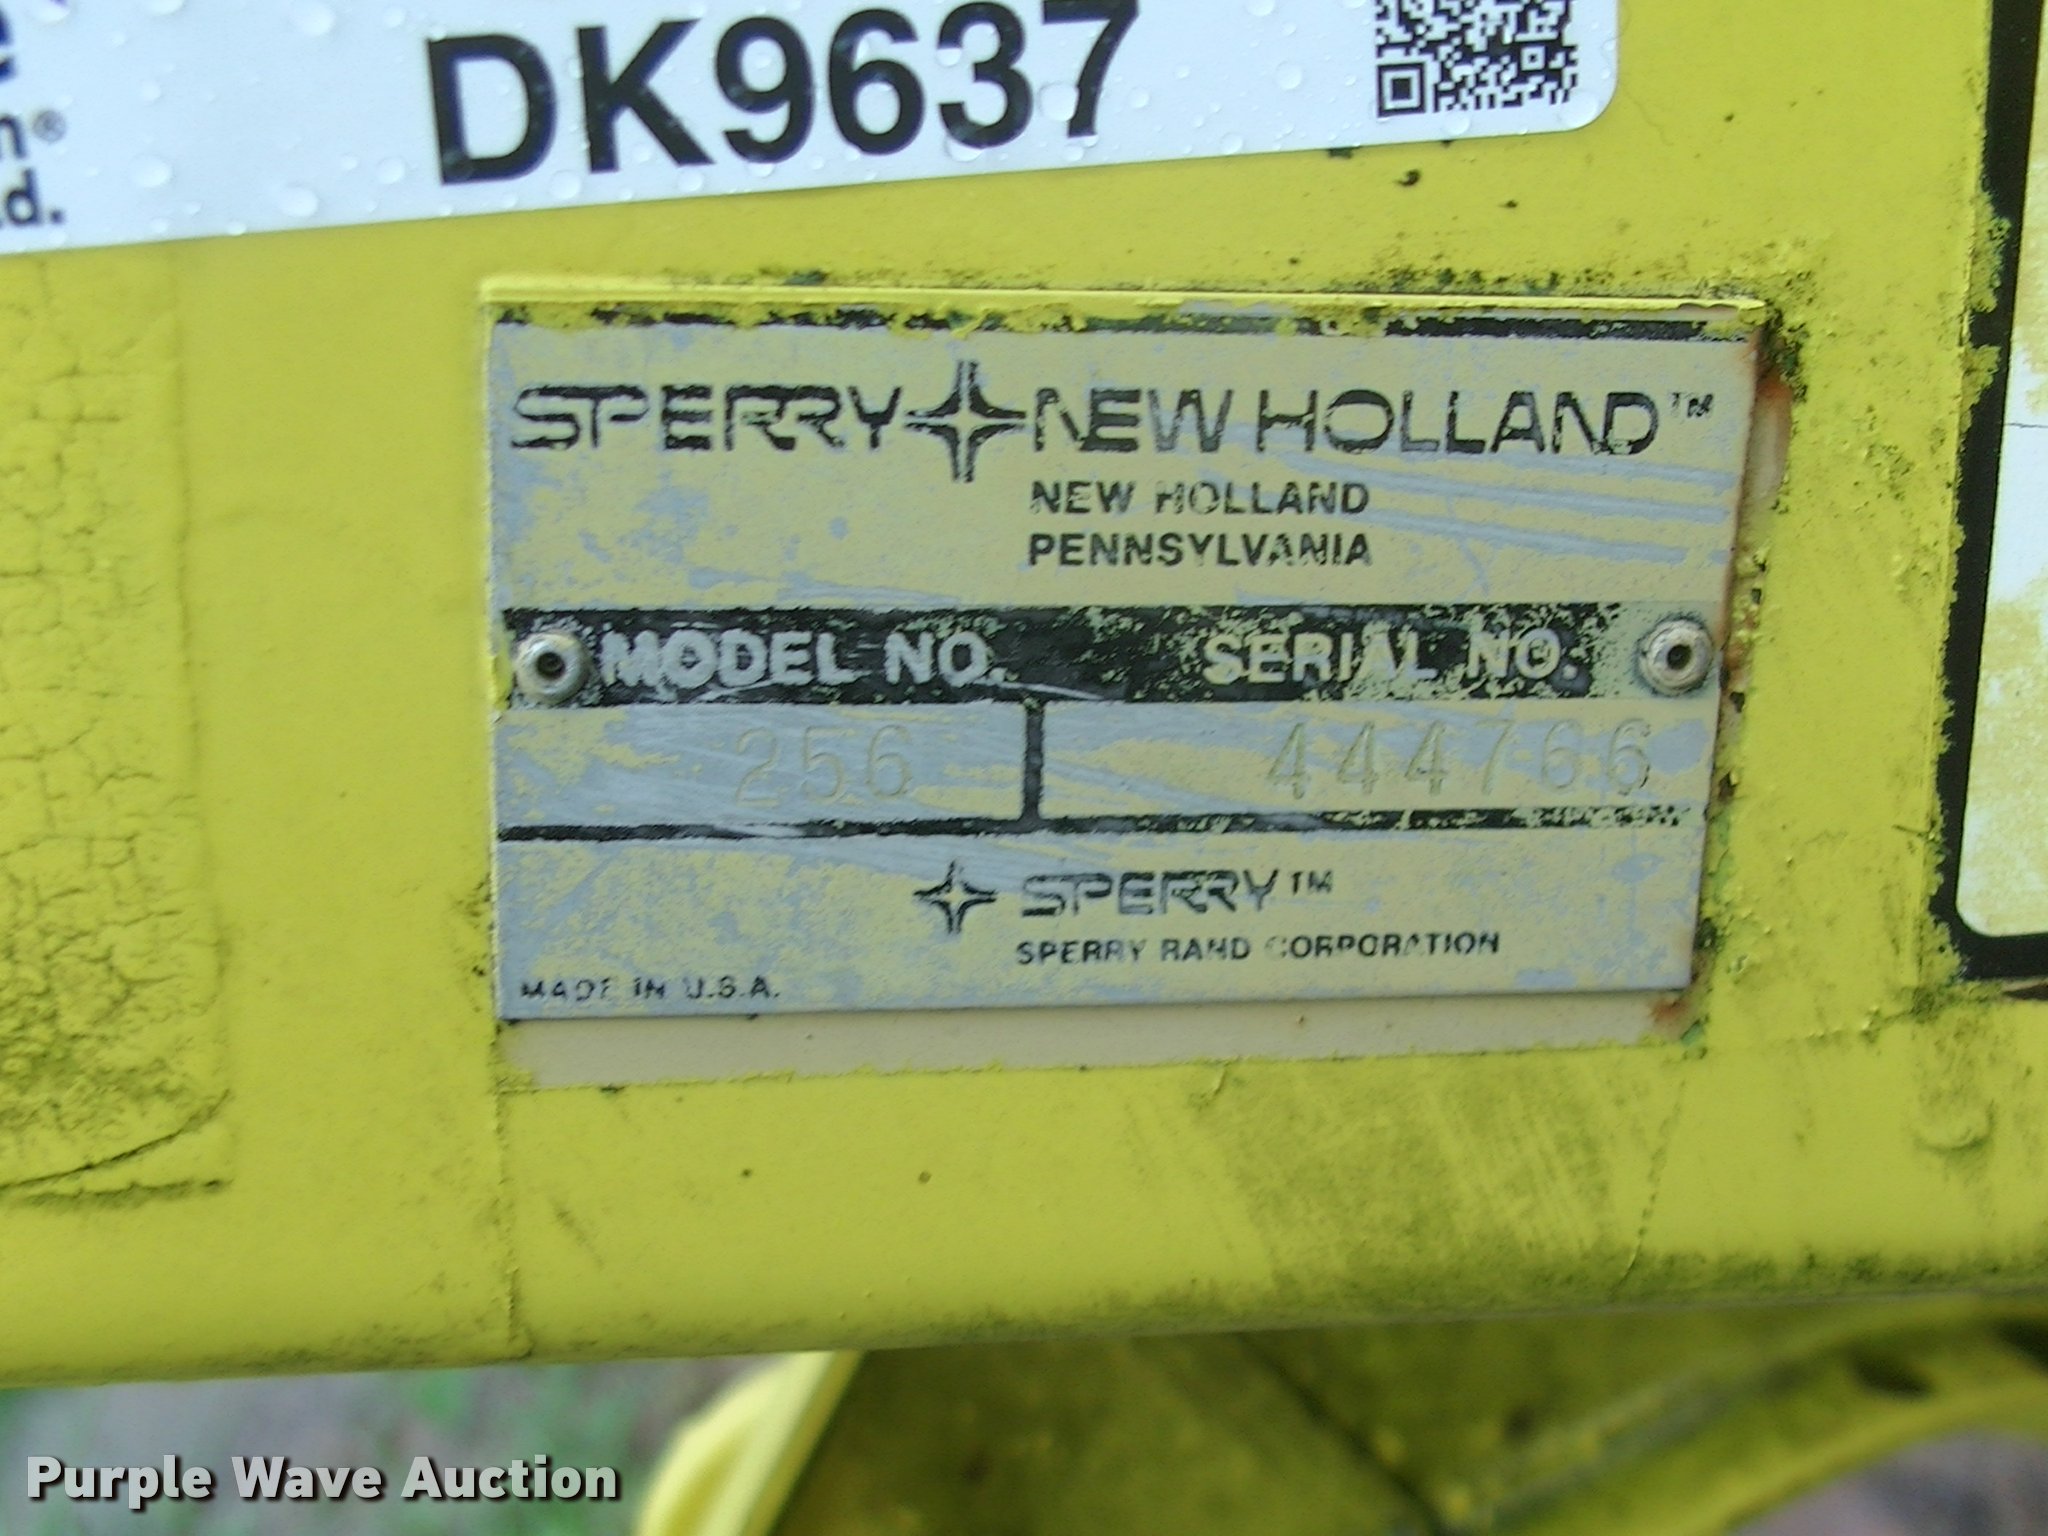 DK9637
n®
d.
SPERRY NEW HOLLAND™
NEW HOLLAND
PENNSYLVANIA
MODEL NO. SERIAL NO.
256 444766
SPERRY™
SPERRY RAND CORPORATION
MADE IN U.S.A.
Purple Wave Auction